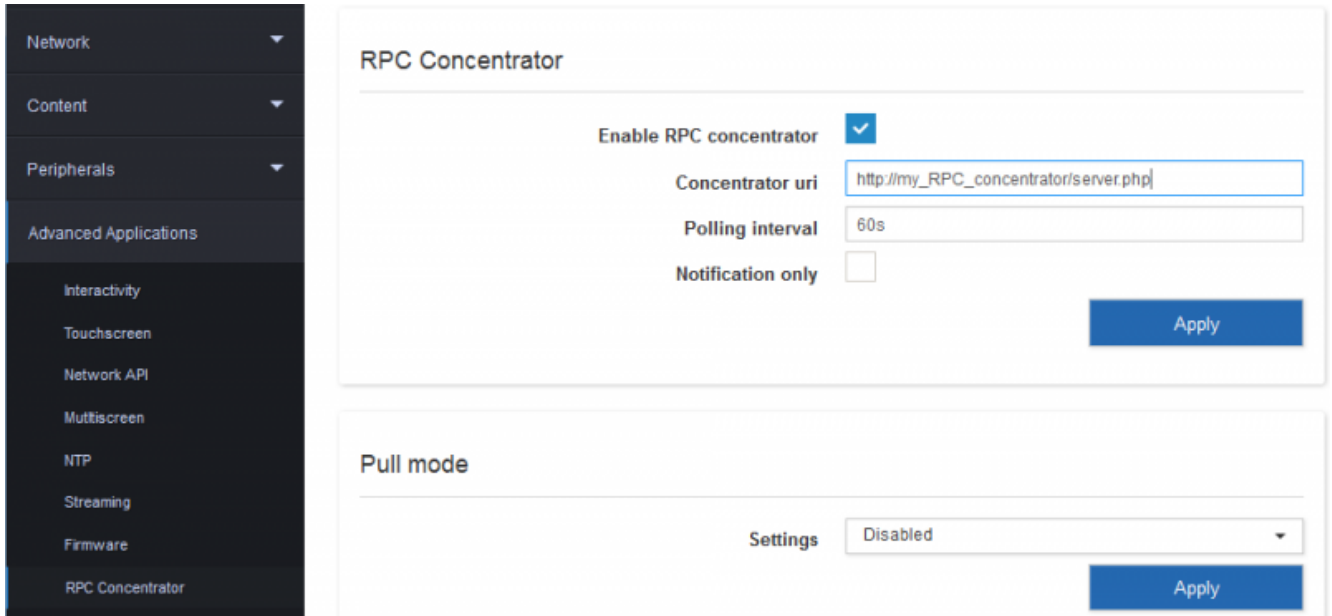 Network
Content
Peripherals
Advanced Applications
Interactivity
Touchscreen
Network API
Multtiscreen
NTP
Streaming
Firmware
RPC Concentrator
RPC Concentrator
Enable RPC concentrator
Concentrator uri http://my_RPC_concentrator/server.php
Polling interval 60s
Notification only
Apply
Pull mode
Settings Disabled
Apply